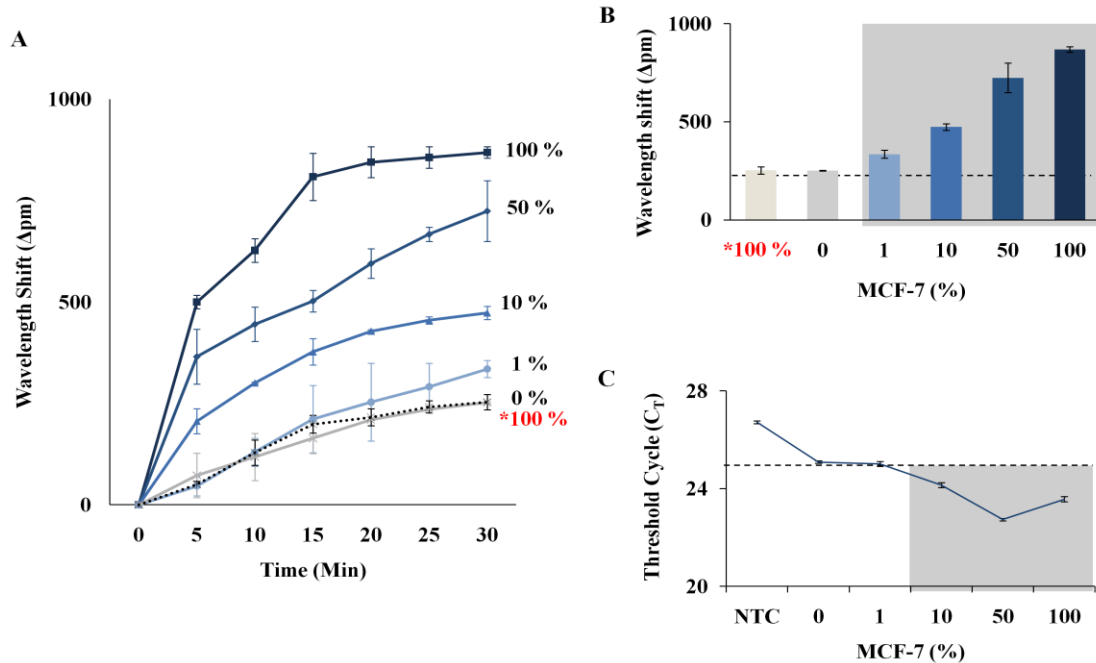 A
Wavelength Shift (Δpm)
1000
500
0
100 %
50 %
10 %
1 %
0 %
*100 %
0 5 10 15 20 25 30
Time (Min)
B
Wavelength shift (Δpm)
1000
500
0
*100 % 0 1 10 50 100
MCF-7 (%)
C
Threshold Cycle (CT)
28
24
20
NTC 0 1 10 50 100
MCF-7 (%)